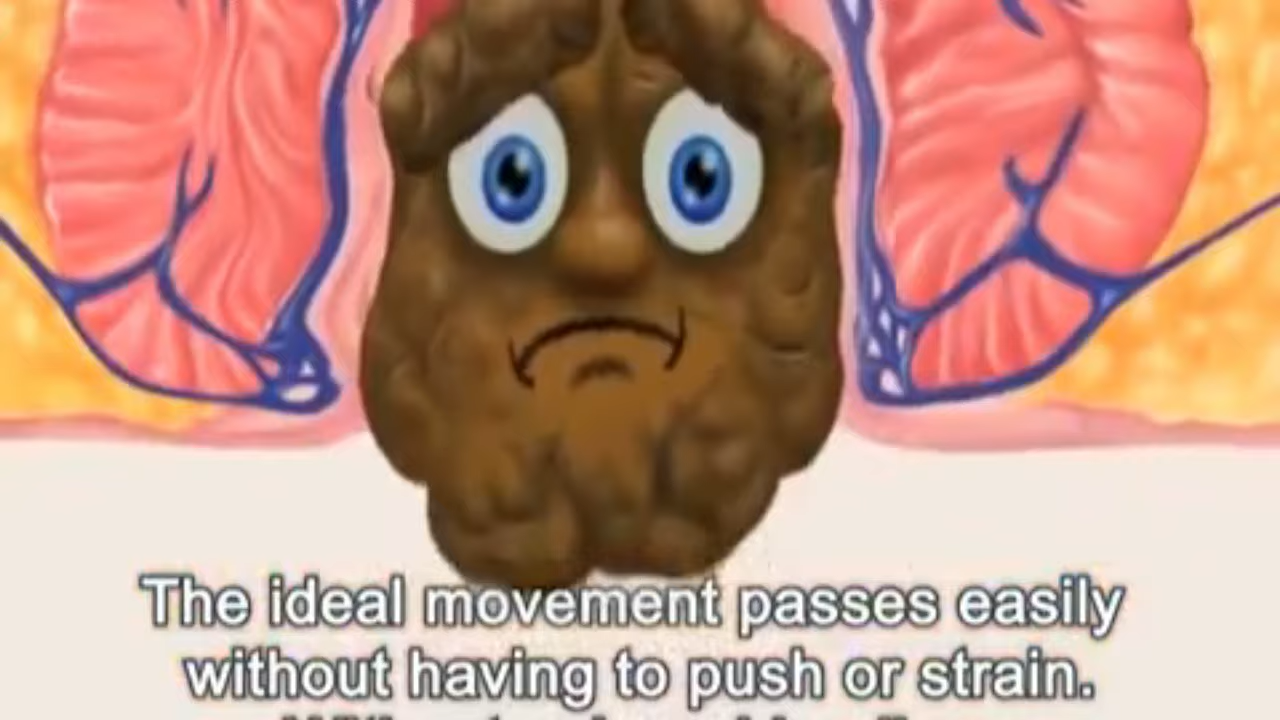 The ideal movement passes easily
without having to push or strain.